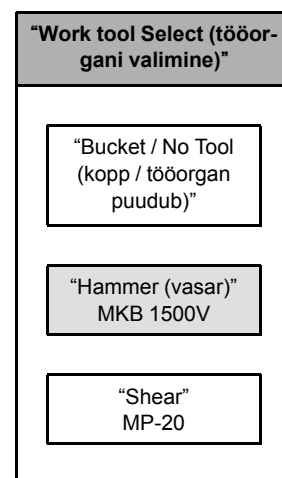 “Work tool Select (tööor-
gani valimine)”
“Bucket / No Tool
(kopp / tööorgan
puudub)”
“Hammer (vasar)”
MKB 1500V
“Shear”
MP-20